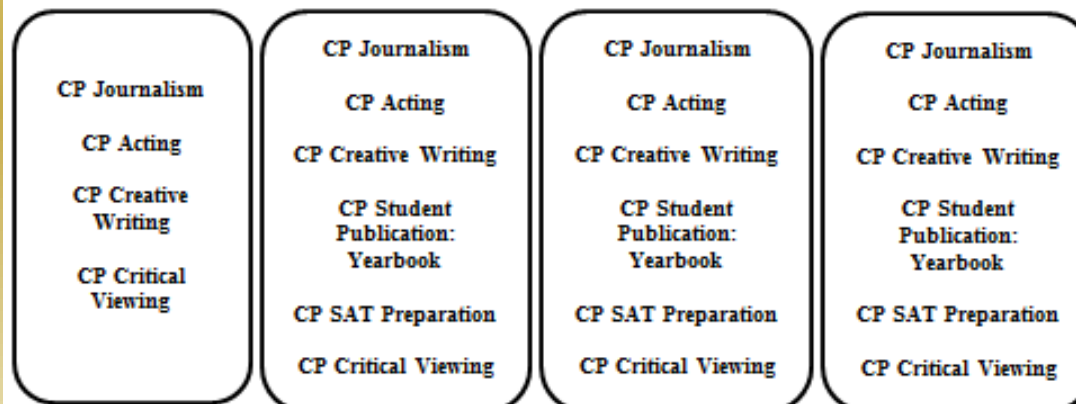 CP Journalism
CP Acting
CP Creative
Writing
CP Critical
Viewing
CP Journalism
CP Acting
CP Creative Writing
CP Student
Publication:
Yearbook
CP SAT Preparation
CP Critical Viewing
CP Journalism
CP Acting
CP Creative Writing
CP Student
Publication:
Yearbook
CP SAT Preparation
CP Critical Viewing
CP Journalism
CP Acting
CP Creative Writing
CP Student
Publication:
Yearbook
CP SAT Preparation
CP Critical Viewing